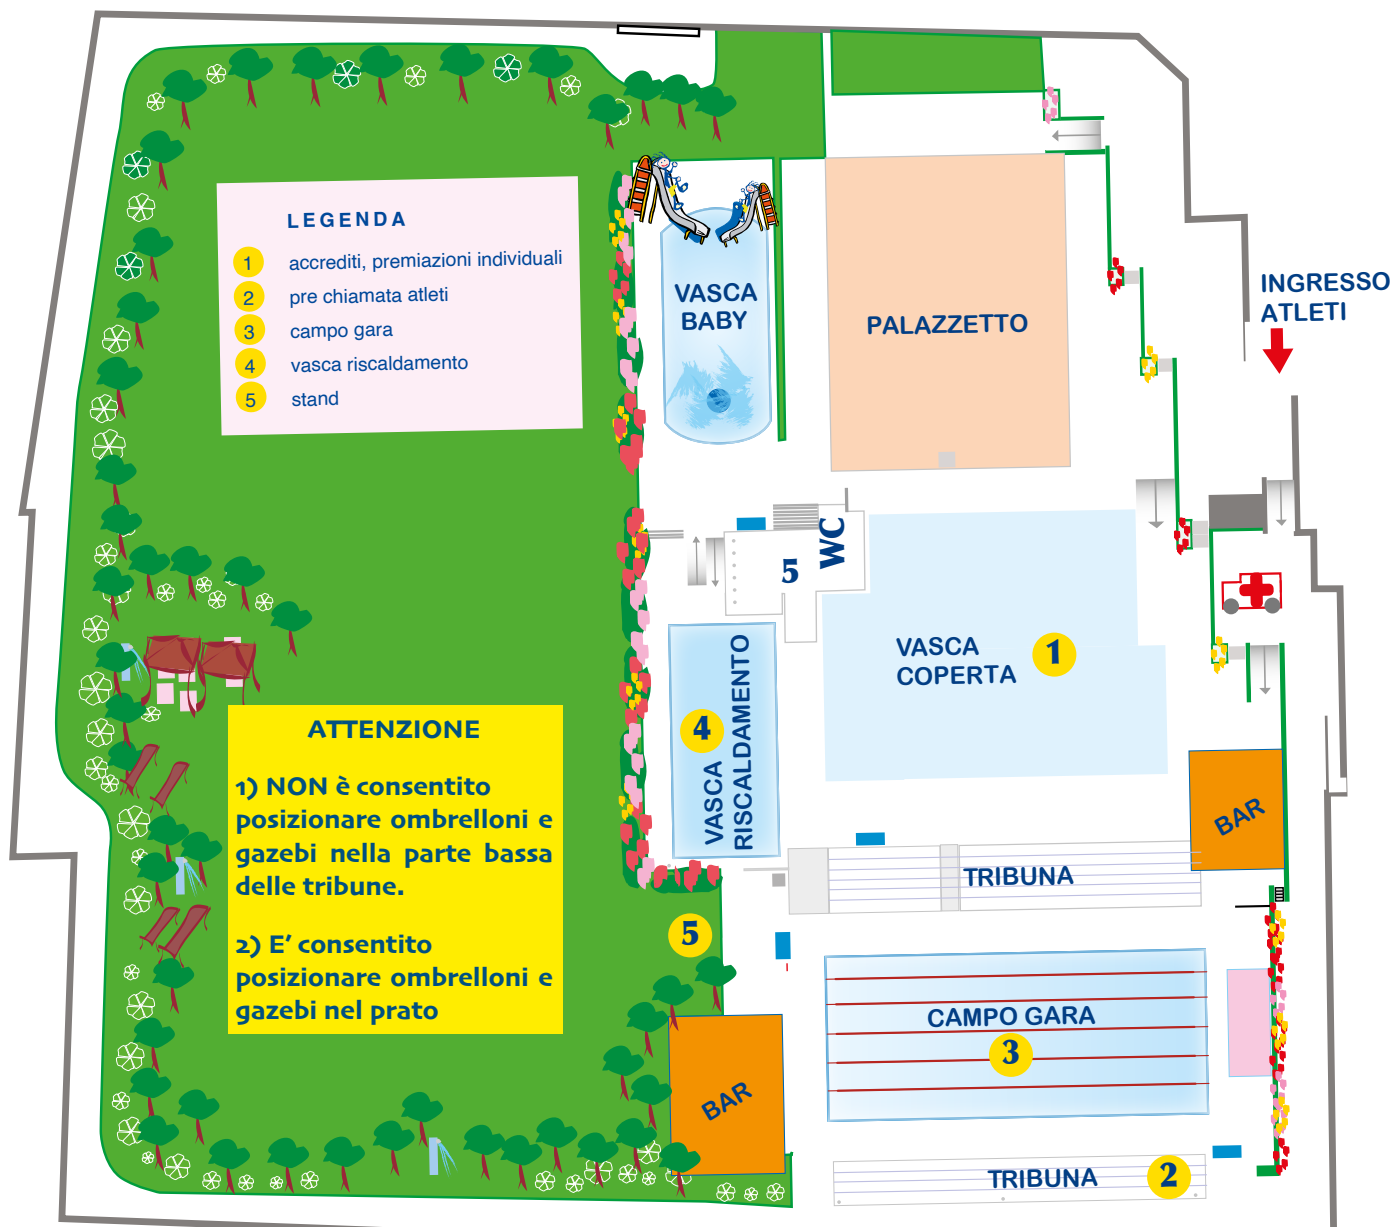 LEGENDA
1 accrediti, premiazioni individuali
2 pre chiamata atleti
3 campo gara
4 vasca riscaldamento
5 stand
VASCA
BABY
PALAZZETTO
INGRESSO
ATLETI
WC
5
VASCA
COPERTA
1
4
VASCA
RISCALDAMENTO
ATTENZIONE
1) NON è consentito
posizionare ombrelloni e
gazebi nella parte bassa
delle tribune.
2) E’ consentito
posizionare ombrelloni e
gazebi nel prato
BAR
TRIBUNA
5
CAMPO GARA
3
BAR
TRIBUNA
2